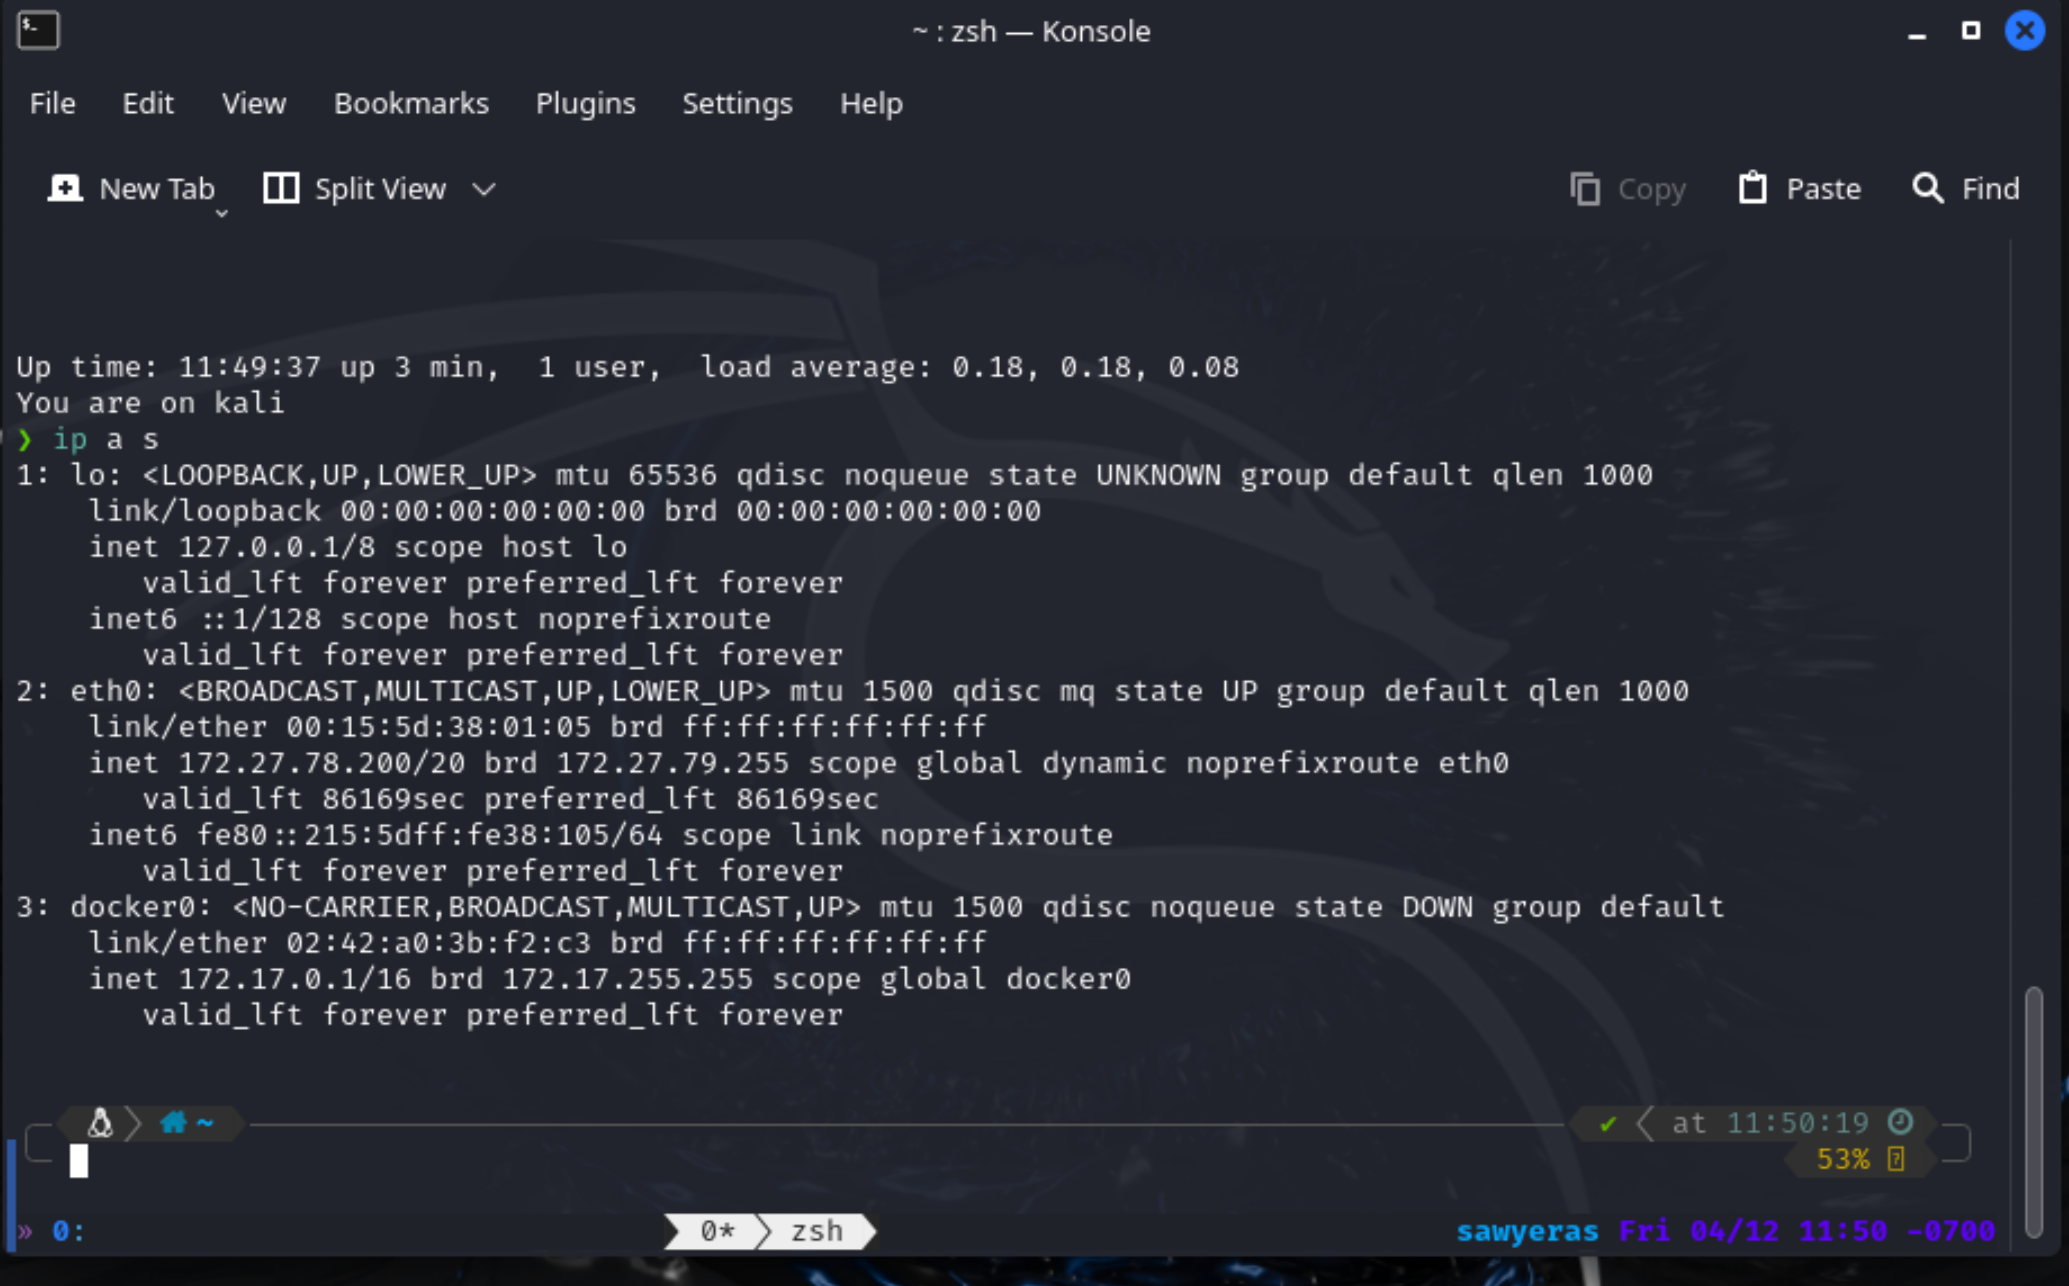 ~ : zsh — Konsole
File Edit View Bookmarks Plugins Settings Help
New Tab Split View Copy Paste Find
Up time: 11:49:37 up 3 min,  1 user,  load average: 0.18, 0.18, 0.08
You are on kali
❯ ip a s
1: lo: <LOOPBACK,UP,LOWER_UP> mtu 65536 qdisc noqueue state UNKNOWN group default qlen 1000
    link/loopback 00:00:00:00:00:00 brd 00:00:00:00:00:00
    inet 127.0.0.1/8 scope host lo
       valid_lft forever preferred_lft forever
    inet6 ::1/128 scope host noprefixroute
       valid_lft forever preferred_lft forever
2: eth0: <BROADCAST,MULTICAST,UP,LOWER_UP> mtu 1500 qdisc mq state UP group default qlen 1000
    link/ether 00:15:5d:38:01:05 brd ff:ff:ff:ff:ff:ff
    inet 172.27.78.200/20 brd 172.27.79.255 scope global dynamic noprefixroute eth0
       valid_lft 86169sec preferred_lft 86169sec
    inet6 fe80::215:5dff:fe38:105/64 scope link noprefixroute
       valid_lft forever preferred_lft forever
3: docker0: <NO-CARRIER,BROADCAST,MULTICAST,UP> mtu 1500 qdisc noqueue state DOWN group default
    link/ether 02:42:a0:3b:f2:c3 brd ff:ff:ff:ff:ff:ff
    inet 172.17.0.1/16 brd 172.17.255.255 scope global docker0
       valid_lft forever preferred_lft forever
~ ✔ at 11:50:19
53%
» 0: 0* zsh sawyeras Fri 04/12 11:50 -0700